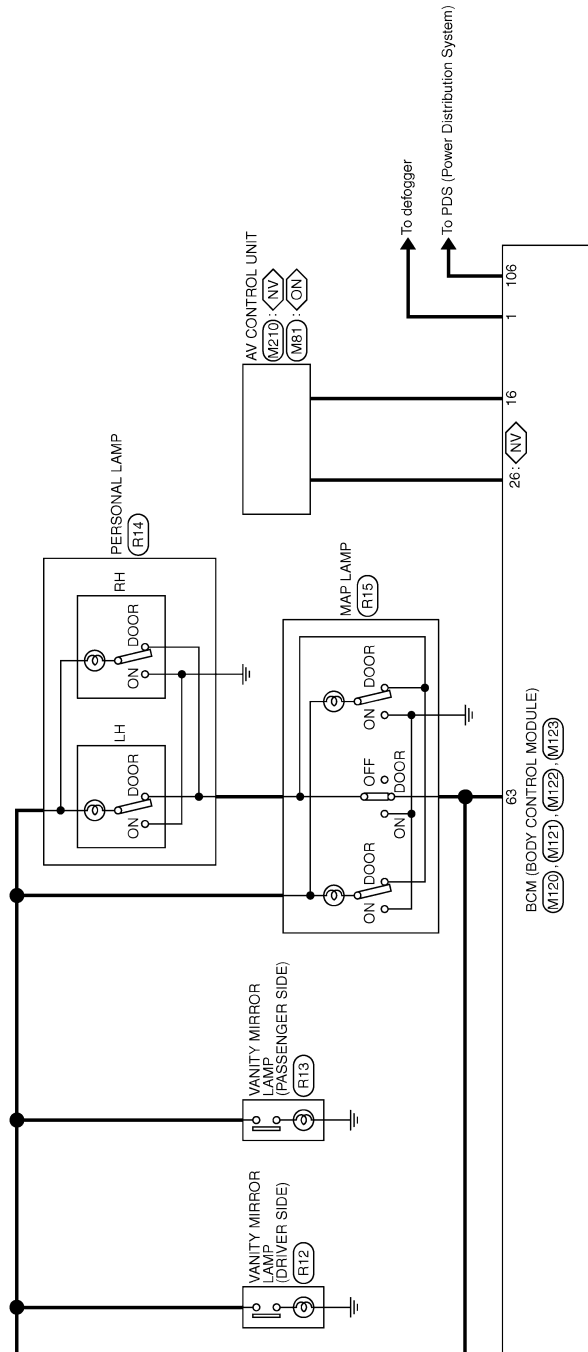 VANITY MIRROR
LAMP
(DRIVER SIDE)
R12
VANITY MIRROR
LAMP
(PASSENGER SIDE)
R13
PERSONAL LAMP
R14
LH
ON
DOOR
RH
ON
DOOR
MAP LAMP
R15
ON
DOOR
ON
OFF
DOOR
ON
DOOR
AV CONTROL UNIT
M210 : NV
M81 : ON
To defogger
To PDS (Power Distribution System)
63
26 : NV
16
1
106
BCM (BODY CONTROL MODULE)
M120 , M121 , M122 , M123